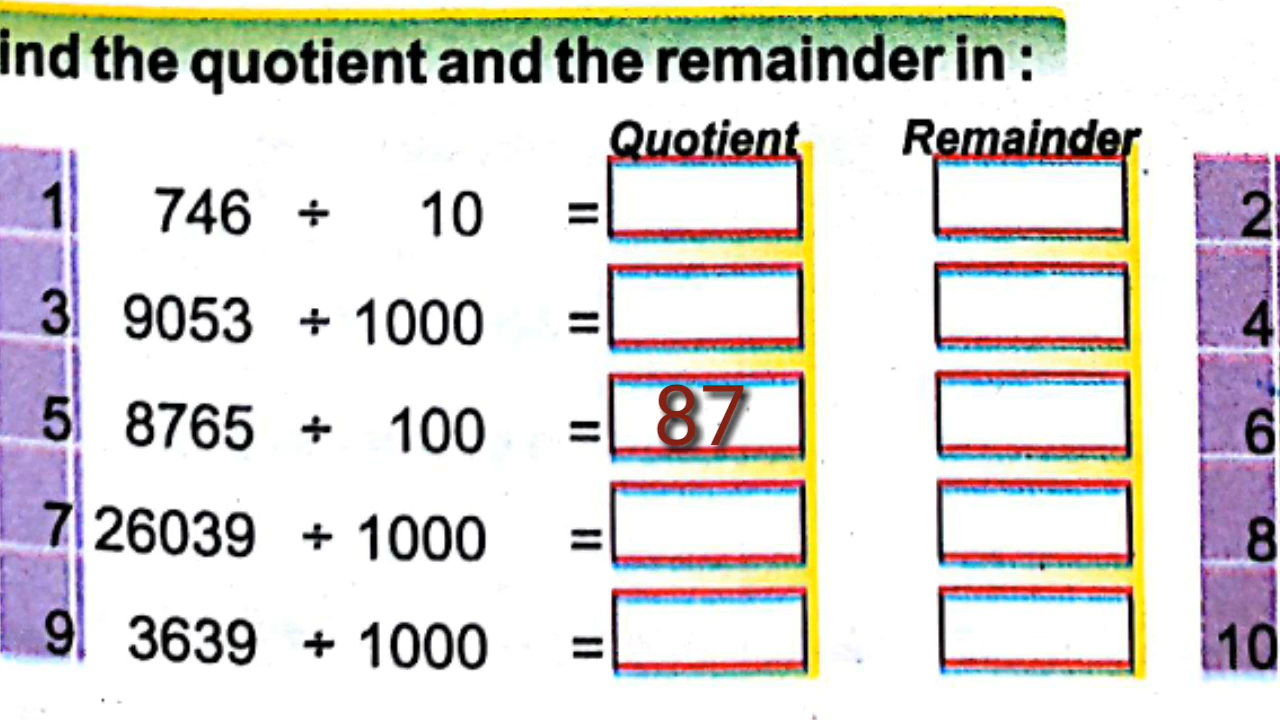 ind the quotient and the remainder in :
Quotient Remainder
1 746 ÷ 10 = 2
3 9053 ÷ 1000 = 4
5 8765 ÷ 100 = 87 6
7 26039 ÷ 1000 = 8
9 3639 ÷ 1000 = 10